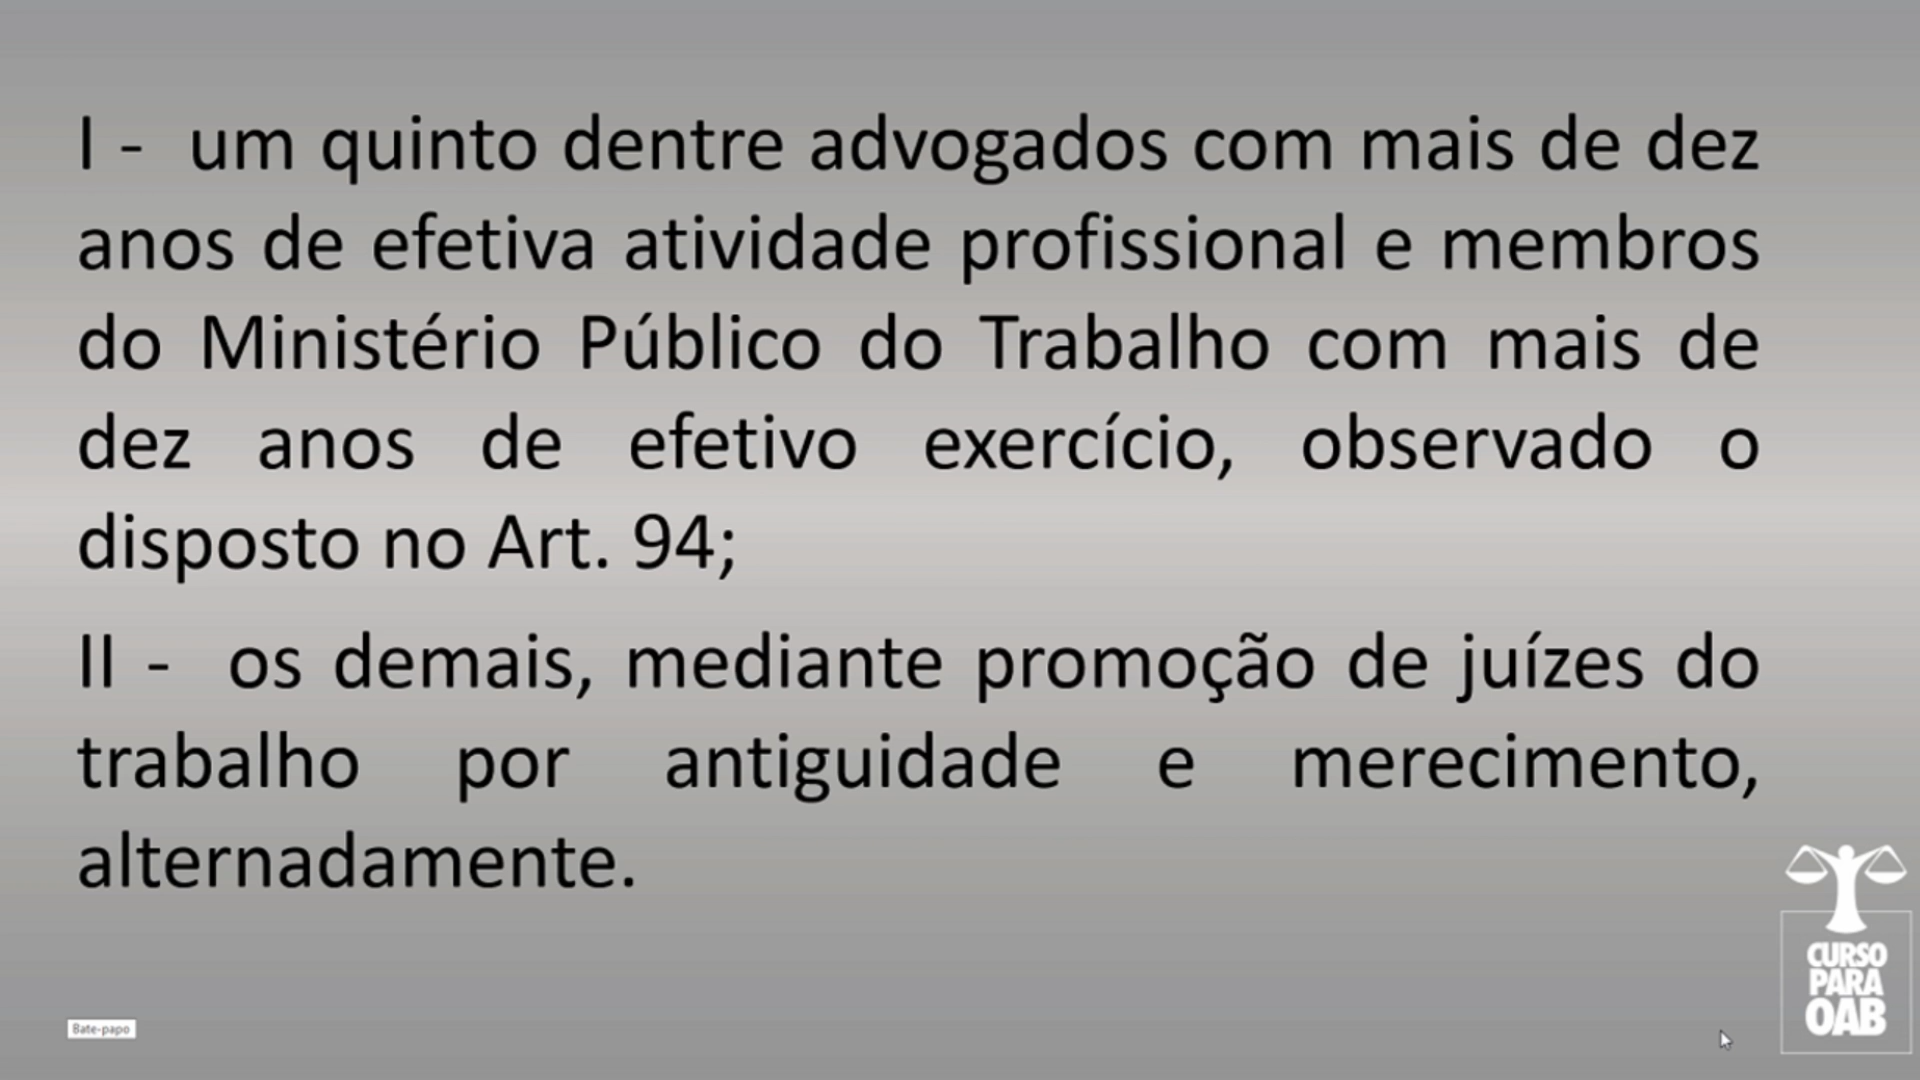 I - um quinto dentre advogados com mais de dez
anos de efetiva atividade profissional e membros
do Ministério Público do Trabalho com mais de
dez anos de efetivo exercício, observado o
disposto no Art. 94;
II - os demais, mediante promoção de juízes do
trabalho por antiguidade e merecimento,
alternadamente.
Bate-papo
CURSO
PARA
OAB